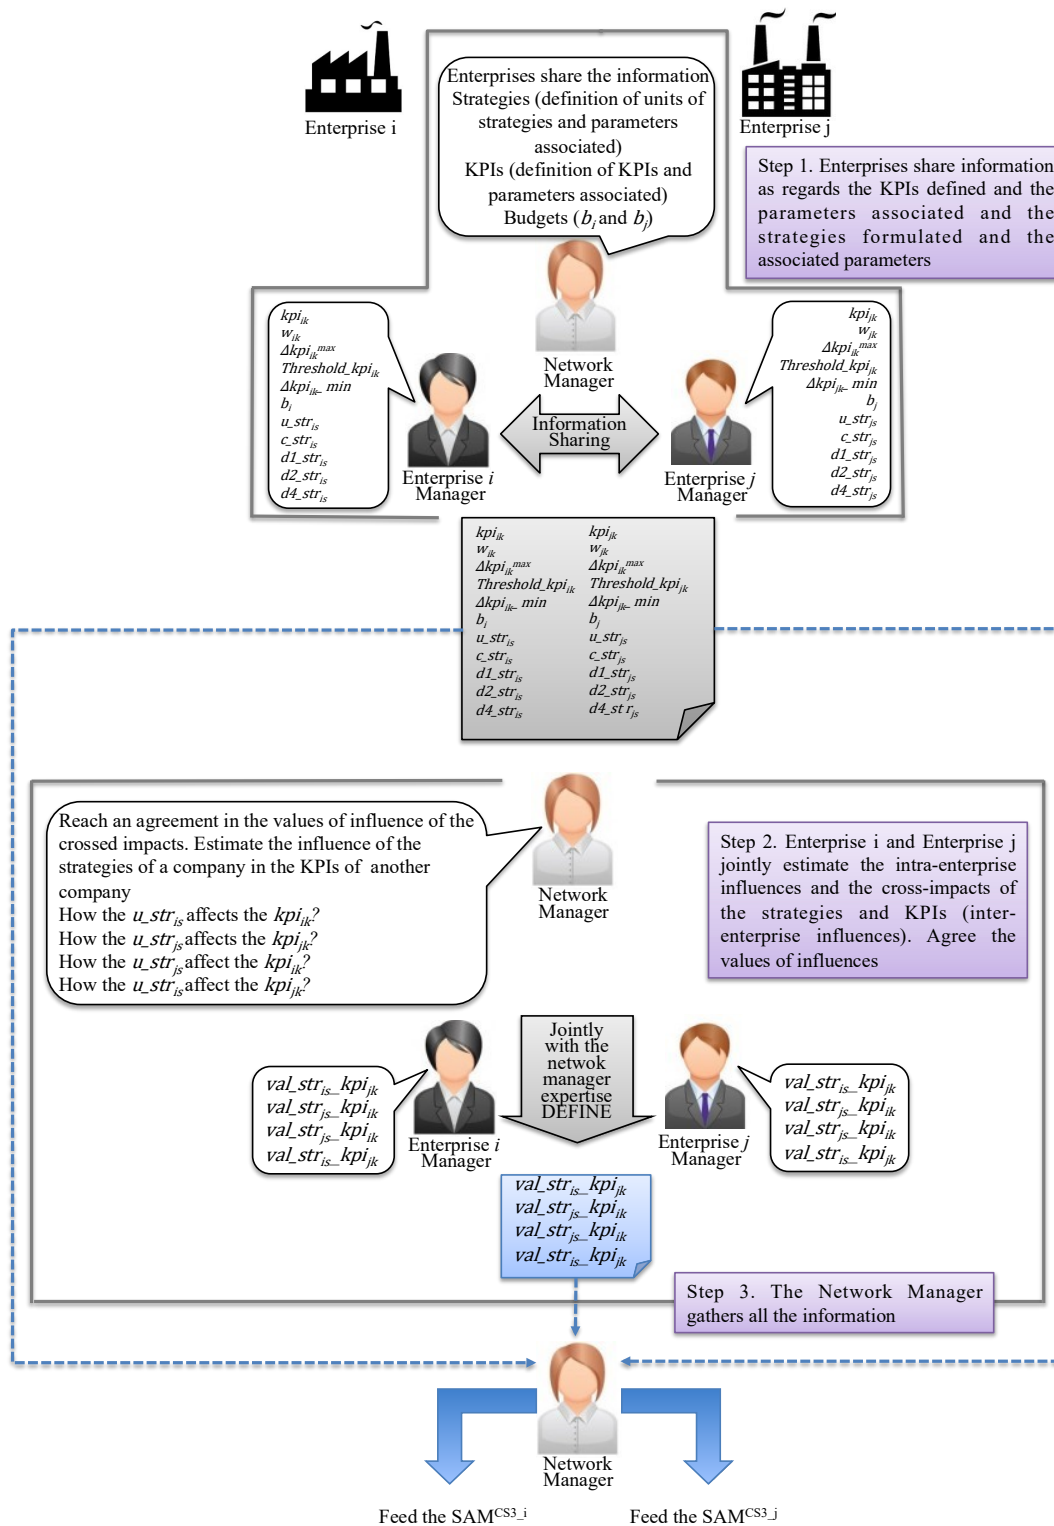 Enterprise i
Enterprise j
Enterprises share the information
Strategies (definition of units of
strategies and parameters
associated)
KPIs (definition of KPIs and
parameters associated)
Budgets (b_i and b_j)
Step 1. Enterprises share information
as regards the KPIs defined and the
parameters associated and the
strategies formulated and the
associated parameters
Network
Manager
kpi_ik
w_ik
Δkpi_ik^max
Threshold_kpi_ik
Δkpi_ik_ min
b_i
u_str_is
c_str_is
d1_str_is
d2_str_is
d4_str_is
Enterprise i
Manager
Information
Sharing
Enterprise j
Manager
kpi_jk
w_jk
Δkpi_ik^max
Threshold_kpi_jk
Δkpi_jk_ min
b_j
u_str_js
c_str_js
d1_str_js
d2_str_js
d4_str_js
kpi_ik kpi_jk
w_ik w_jk
Δkpi_ik^max Δkpi_ik^max
Threshold_kpi_ik Threshold_kpi_jk
Δkpi_ik_ min Δkpi_jk_ min
b_i b_j
u_str_is u_str_js
c_str_is c_str_js
d1_str_is d1_str_js
d2_str_is d2_str_js
d4_str_is d4_st r_js
Network
Manager
Reach an agreement in the values of influence of the
crossed impacts. Estimate the influence of the
strategies of a company in the KPIs of another
company
How the u_str_is affects the kpi_ik?
How the u_str_js affects the kpi_jk?
How the u_str_js affect the kpi_ik?
How the u_str_is affect the kpi_jk?
Step 2. Enterprise i and Enterprise j
jointly estimate the intra-enterprise
influences and the cross-impacts of
the strategies and KPIs (inter-
enterprise influences). Agree the
values of influences
val_str_is_kpi_jk
val_str_js_kpi_ik
val_str_js_kpi_ik
val_str_is_kpi_jk
Enterprise i
Manager
Jointly
with the
netwok
manager
expertise
DEFINE
Enterprise j
Manager
val_str_is_kpi_jk
val_str_js_kpi_ik
val_str_js_kpi_ik
val_str_is_kpi_jk
val_str_is_kpi_jk
val_str_js_kpi_ik
val_str_js_kpi_ik
val_str_is_kpi_jk
Step 3. The Network Manager
gathers all the information
Network
Manager
Feed the SAM^CS3_i
Feed the SAM^CS3_j